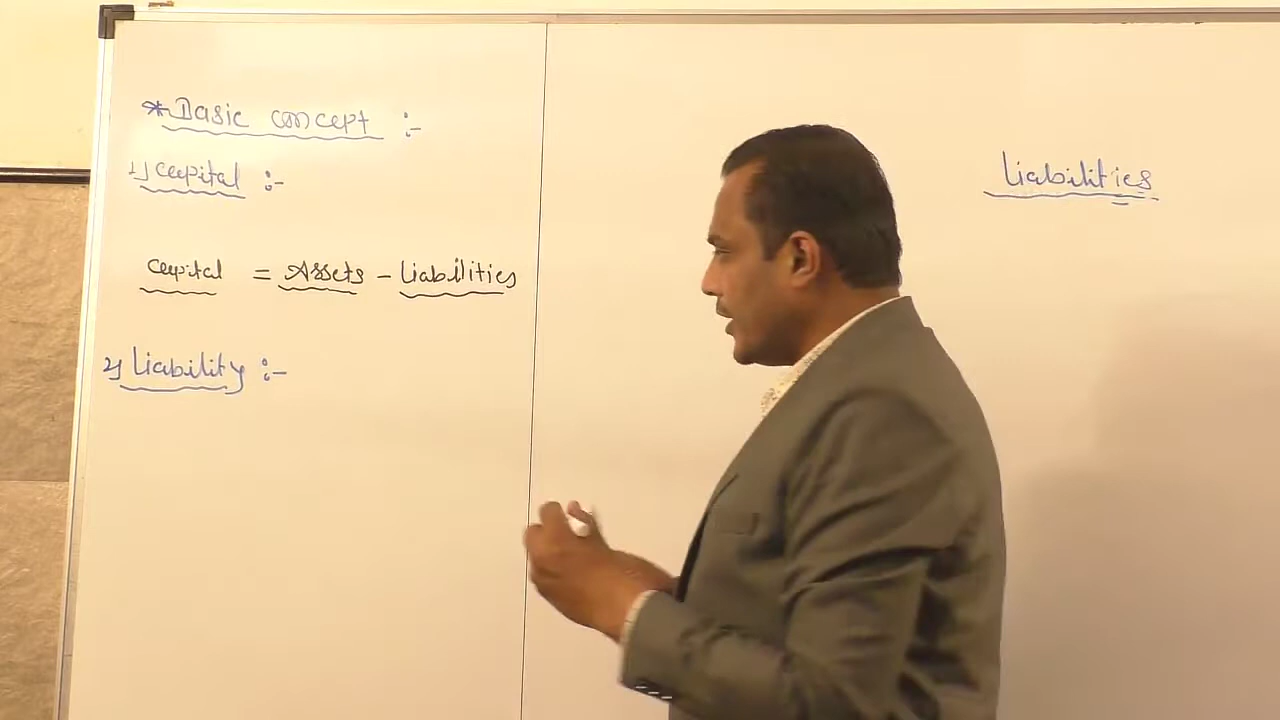 *Basic concept :-
1) Capital :-
Capital = Assets - Liabilities
2) Liability :-
Liabilities